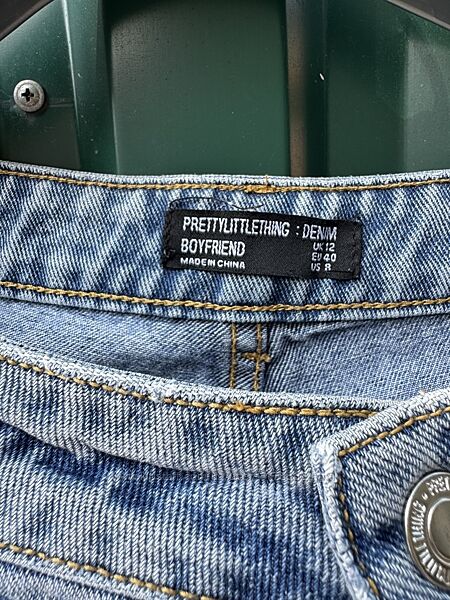 PRETTYLITTLETHING : DENIM
BOYFRIEND
MADE IN CHINA
UK 12
EU 40
US 8